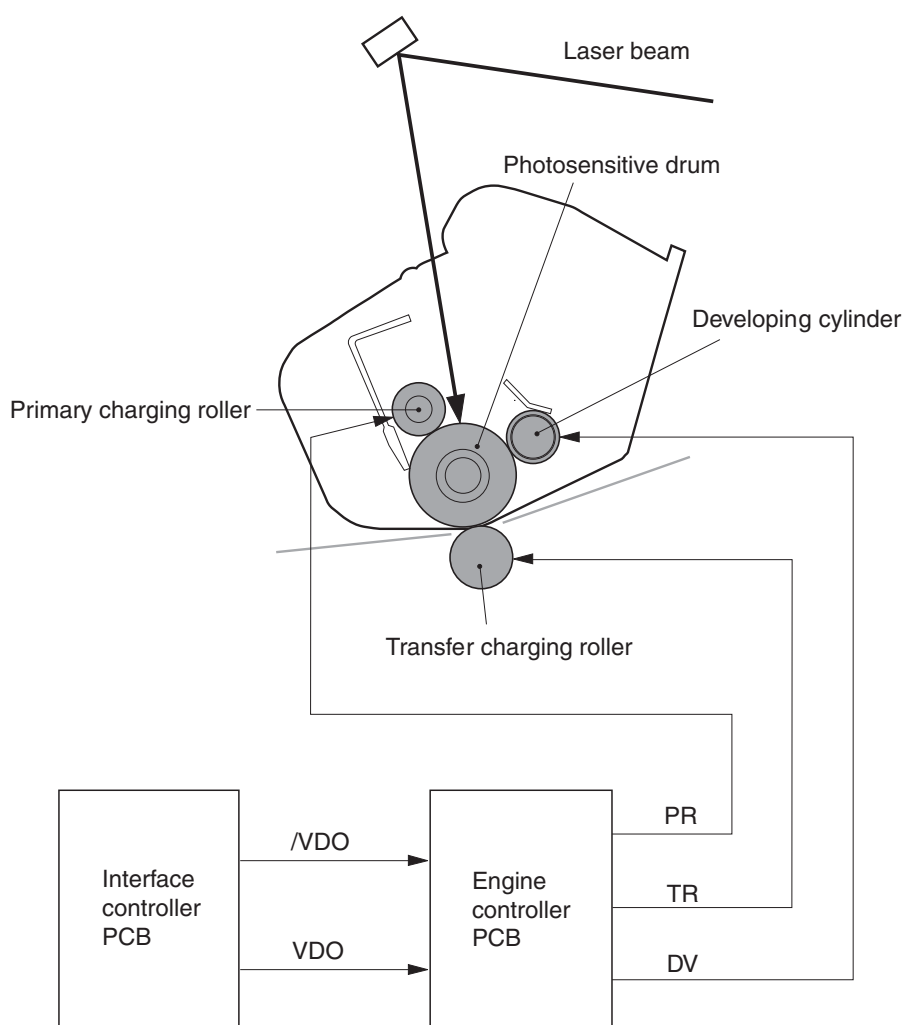 Laser beam
Photosensitive drum
Developing cylinder
Primary charging roller
Transfer charging roller
PR
/VDO
Interface
controller
PCB
Engine
controller
PCB
TR
VDO
DV